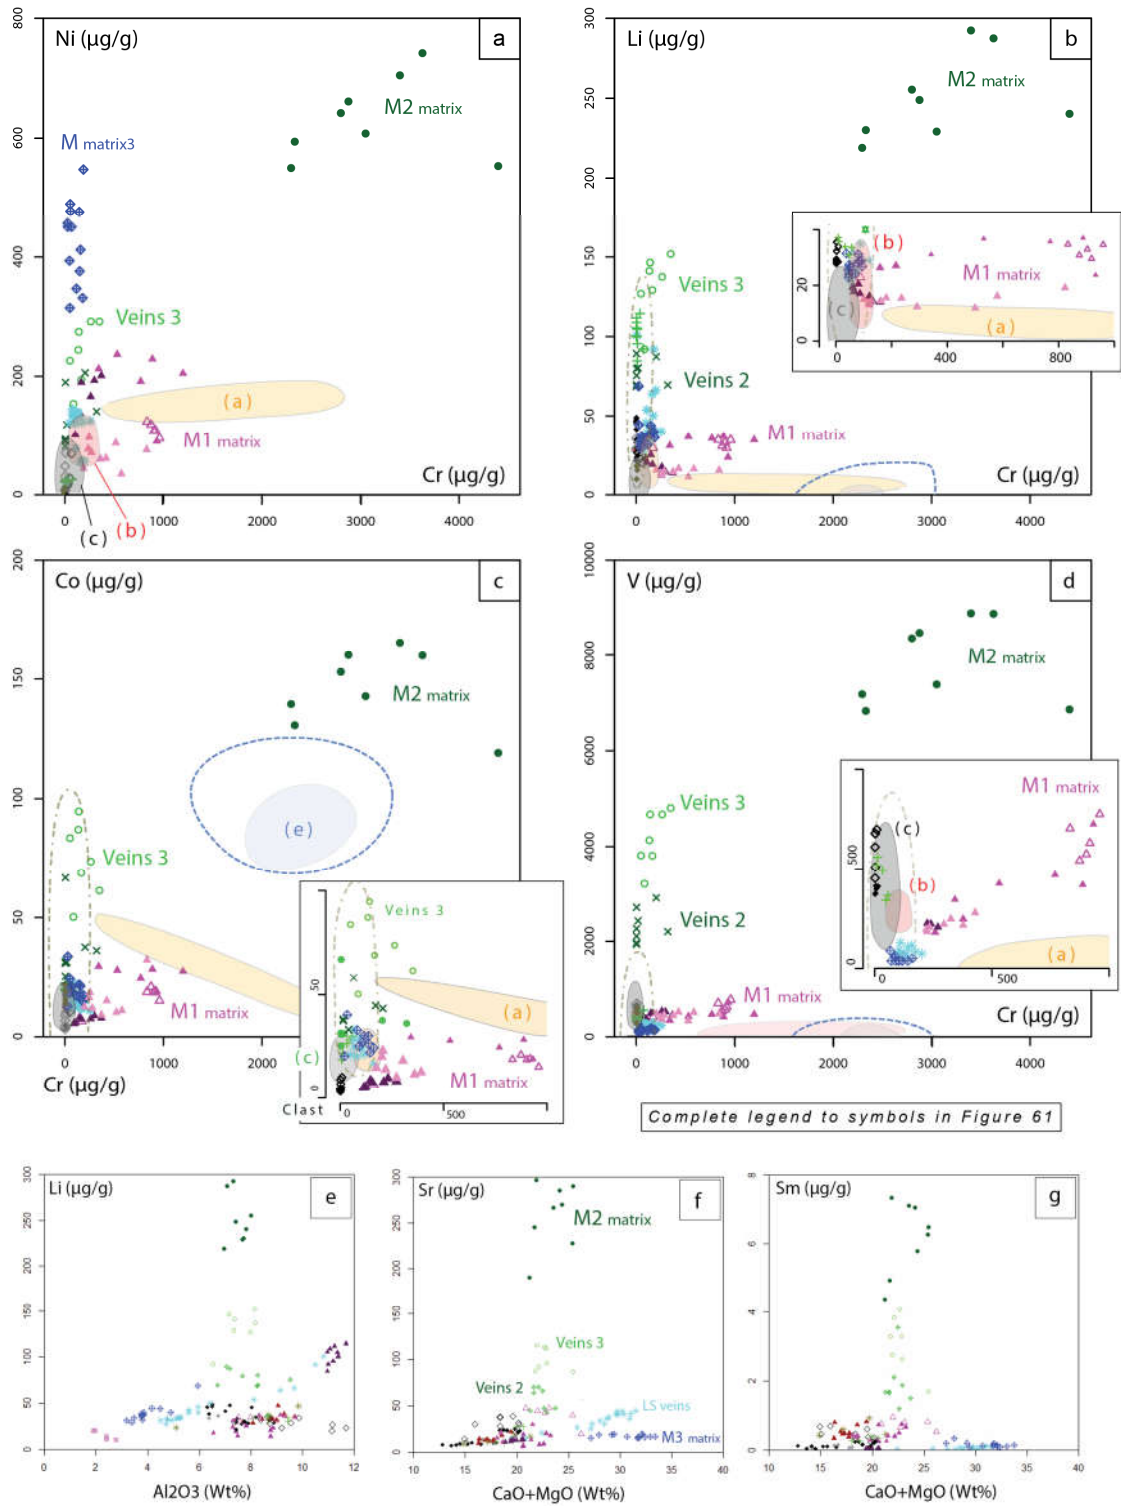 Ni (µg/g)
a
800
600
400
200
0
M2 matrix
M matrix3
Veins 3
(a)
M1 matrix
(b)
(c)
Cr (µg/g)
0 1000 2000 3000 4000
Li (µg/g)
b
300
250
200
150
100
50
0
M2 matrix
Veins 3
Veins 2
M1 matrix
Cr (µg/g)
0 1000 2000 3000 4000
(b)
M1 matrix
20
(c)
(a)
0
0 400 800
Co (µg/g)
c
200
150
100
50
0
M2 matrix
(e)
Veins 3
M1 matrix
0 1000 2000
Cr (µg/g)
Veins 3
50
(a)
(c)
M1 matrix
0
Clast
0 500
V (µg/g)
d
10000
8000
6000
4000
2000
0
M2 matrix
Veins 3
Veins 2
M1 matrix
Cr (µg/g)
0 1000 2000 3000 4000
M1 matrix
(c)
500
(b)
(a)
0
0 500
Complete legend to symbols in Figure 61
Li (µg/g)
e
300
250
200
150
100
50
0
0 2 4 6 8 10 12
Al2O3 (Wt%)
Sr (µg/g)
f
300
250
200
150
100
50
0
M2 matrix
Veins 3
Veins 2
LS veins
M3 matrix
10 15 20 25 30 35 40
CaO+MgO (Wt%)
Sm (µg/g)
g
8
6
4
2
0
10 15 20 25 30 35 40
CaO+MgO (Wt%)